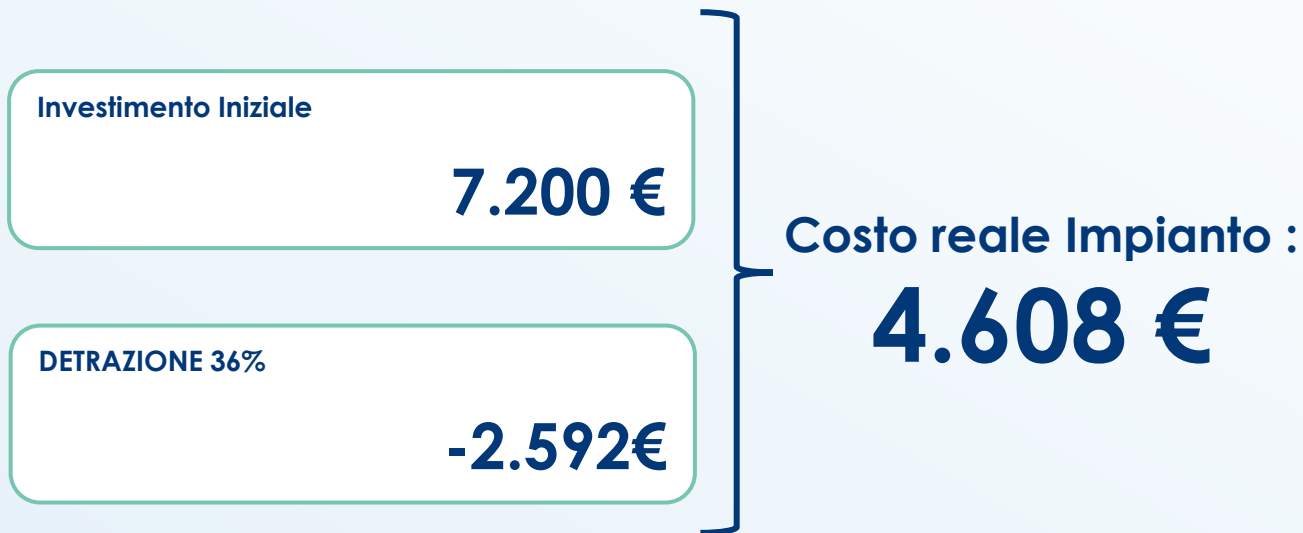 Investimento Iniziale
7.200 €
DETRAZIONE 36%
-2.592€
Costo reale Impianto :
4.608 €